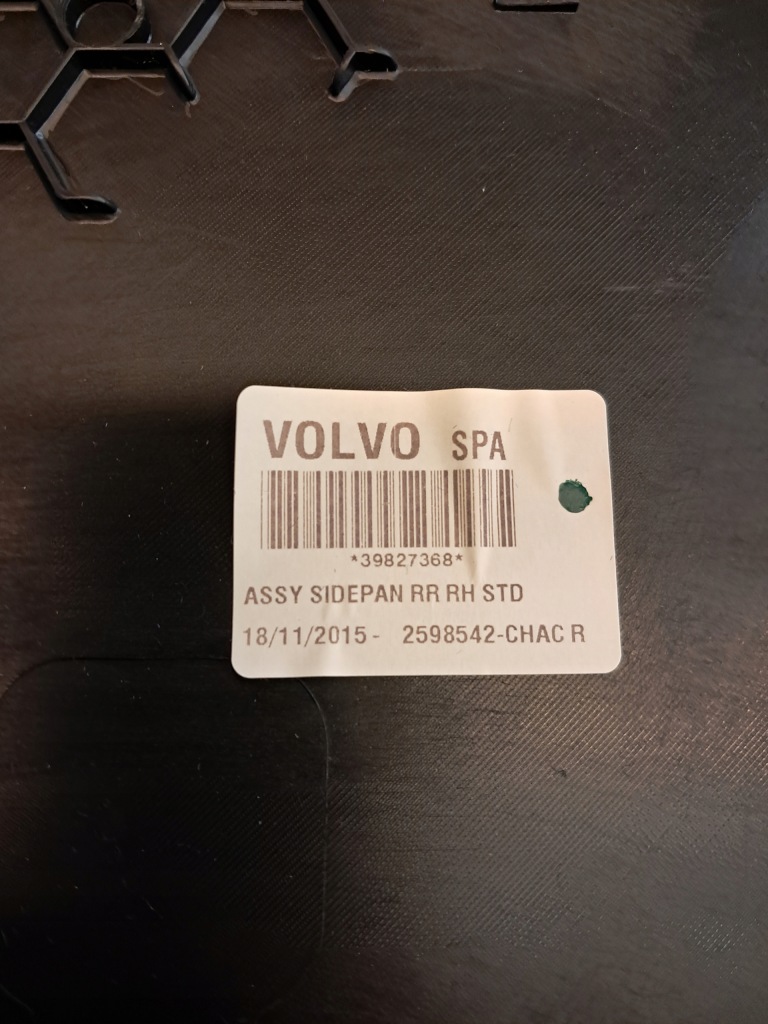 VOLVO SPA
*39827368*
ASSY SIDEPAN RR RH STD
18/11/2015 - 2598542-CHAC R